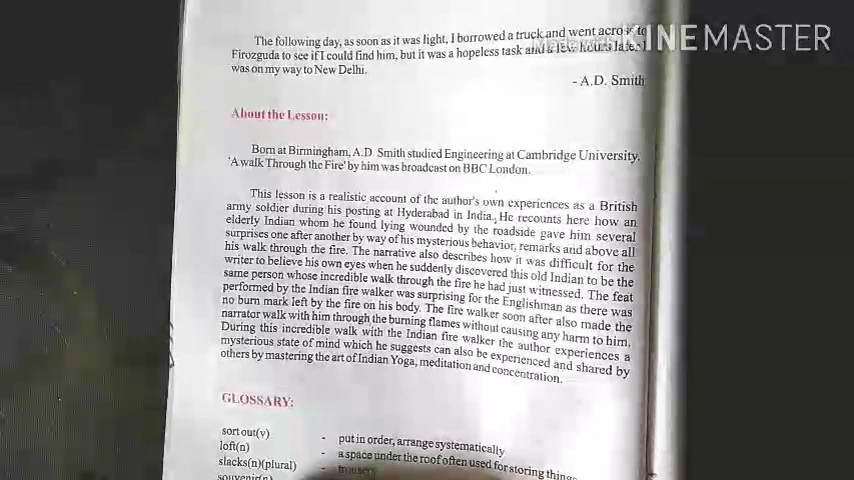 The following day, as soon as it was light, I borrowed a truck and went across to
Firozguda to see if I could find him, but it was a hopeless task and a few hours later I
was on my way to New Delhi.
- A.D. Smith
KINEMASTER
About the Lesson:
Born at Birmingham, A.D Smith studied Engineering at Cambridge University.
'A walk Through the Fire' by him was broadcast on BBC London.
This lesson is a realistic account of the author's own experiences as a British
army soldier during his posting at Hyderabad in India. He recounts here how an
elderly Indian whom he found lying wounded by the roadside gave him several
surprises one after another by way of his mysterious behavior, remarks and above all
his walk through the fire. The narrative also describes how it was difficult for the
writer to believe his own eyes when he suddenly discovered this old Indian to be the
same person whose incredible walk through the fire he had just witnessed. The feat
performed by the Indian fire walker was surprising for the Englishman as there was
no burn mark left by the fire on his body. The fire walker soon after also made the
narrator walk with him through the burning flames without causing any harm to him.
During this incredible walk with the Indian fire walker the author experiences a
mysterious state of mind which he suggests can also be experienced and shared by
others by mastering the art of Indian Yoga, meditation and concentration.
GLOSSARY:
sort out(v) - put in order, arrange systematically
loft(n) - a space under the roof often used for storing things
slacks(n)(plural) - trousers
souvenir(n)